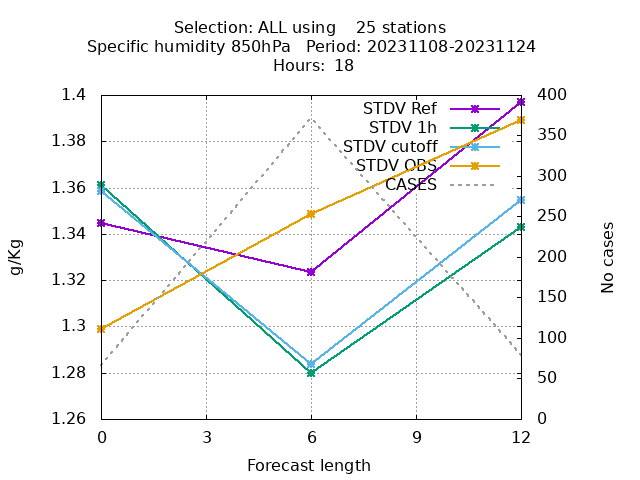 Selection: ALL using    25 stations
Specific humidity 850hPa   Period: 20231108-20231124
Hours: 18
1.4
1.38
1.36
1.34
1.32
1.3
1.28
1.26
g/Kg
STDV Ref
STDV 1h
STDV cutoff
STDV OBS
CASES
400
350
300
250
200
150
100
50
0
No cases
0 3 6 9 12
Forecast length